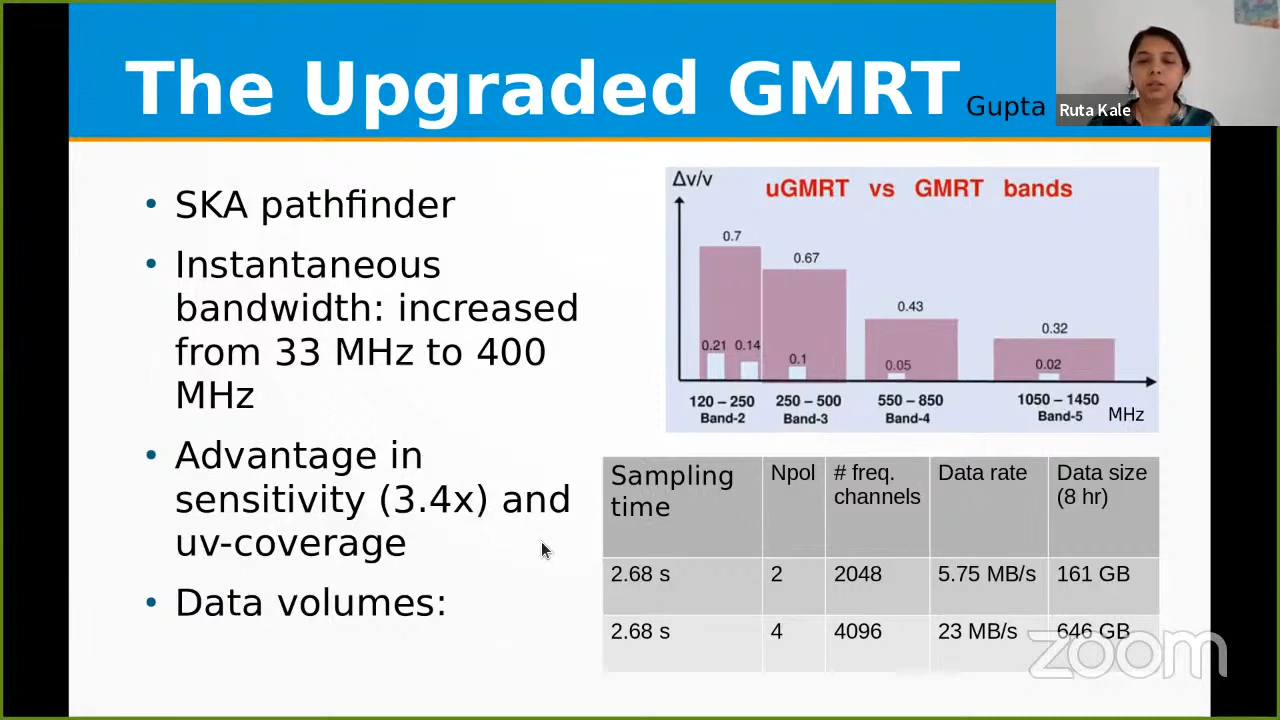 The Upgraded GMRT
Gupta
Ruta Kale
• SKA pathfinder
• Instantaneous
bandwidth: increased
from 33 MHz to 400
MHz
• Advantage in
sensitivity (3.4x) and
uv-coverage
• Data volumes:
Δν/ν
uGMRT vs GMRT bands
0.7
0.67
0.43
0.32
0.21 0.14
0.1
0.05
0.02
120 – 250 250 – 500 550 – 850 1050 – 1450
Band-2 Band-3 Band-4 Band-5 MHz
Sampling time Npol # freq. channels Data rate Data size (8 hr)
2.68 s 2 2048 5.75 MB/s 161 GB
2.68 s 4 4096 23 MB/s 646 GB
zoom